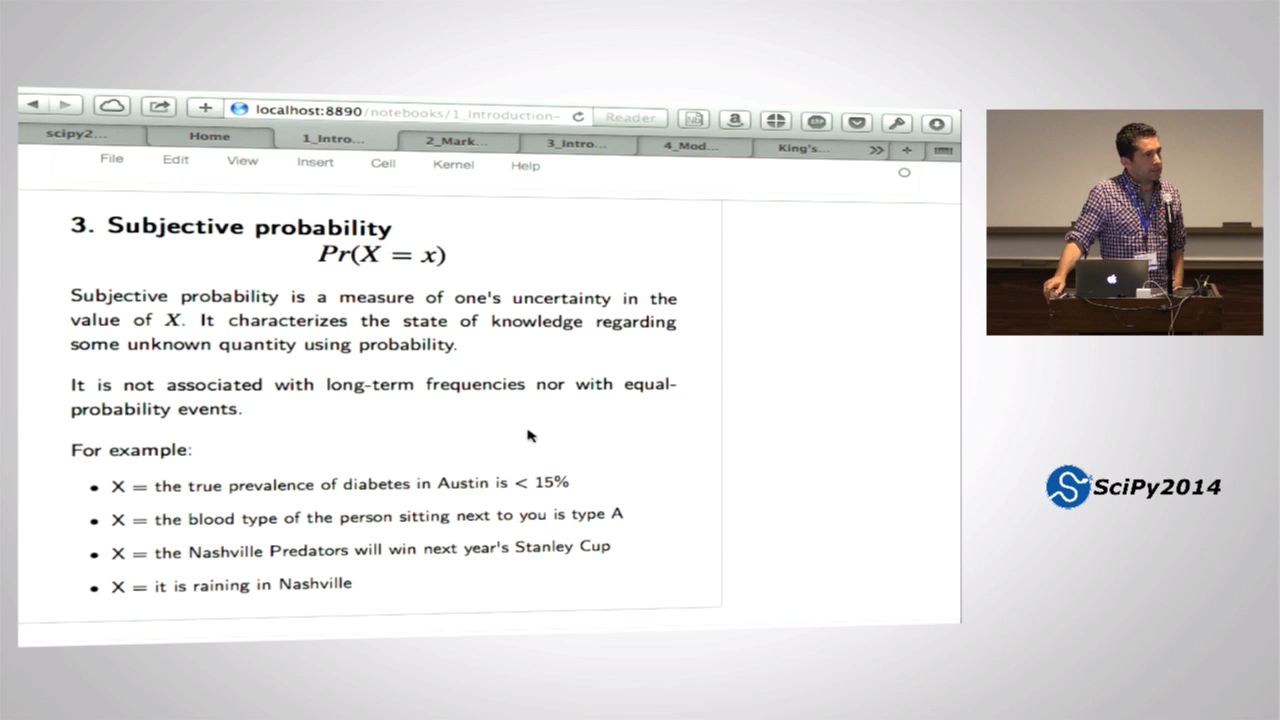 localhost:8890/notebooks/1_Introduction-
Reader
scipy2...
Home
1_Intro...
2_Mark...
3_Intro...
4_Mod...
King's...
File Edit View Insert Cell Kernel Help
3. Subjective probability
Pr(X = x)
Subjective probability is a measure of one's uncertainty in the
value of X. It characterizes the state of knowledge regarding
some unknown quantity using probability.
It is not associated with long-term frequencies nor with equal-
probability events.
For example:
• X = the true prevalence of diabetes in Austin is < 15%
• X = the blood type of the person sitting next to you is type A
• X = the Nashville Predators will win next year's Stanley Cup
• X = it is raining in Nashville
SciPy2014